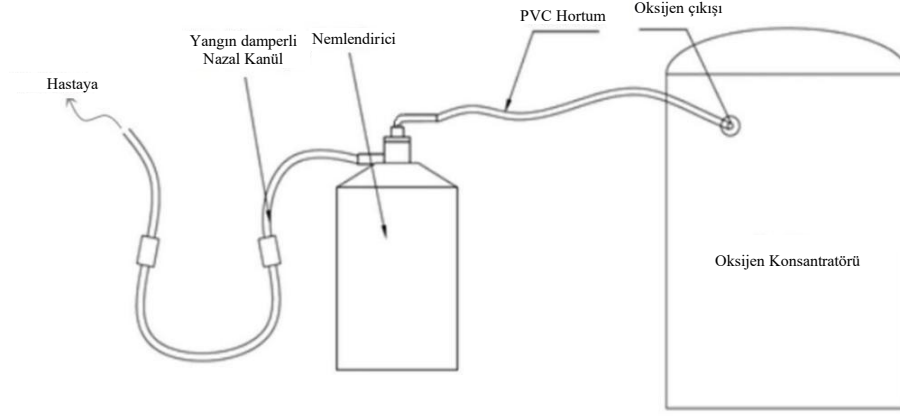 PVC Hortum
Oksijen çıkışı
Yangın damperli
Nazal Kanül
Nemlendirici
Hastaya
Oksijen Konsantratörü